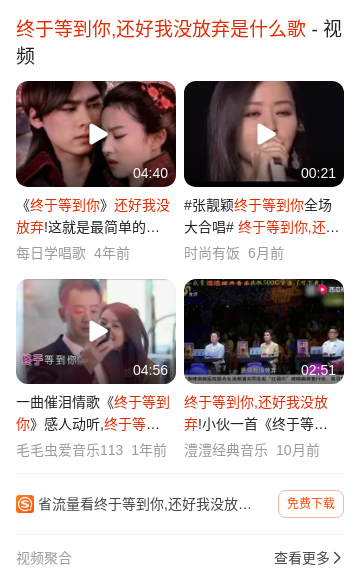 终于等到你,还好我没放弃是什么歌 - 视
频
04:40
00:21
《终于等到你》还好我没
放弃!这就是最简单的…
每日学唱歌 4年前
#张靓颖终于等到你全场
大合唱# 终于等到你,还…
时尚有饭 6月前
终于等到你
04:56
02:51
一曲催泪情歌《终于等到
你》感人动听,终于等…
毛毛虫爱音乐113 1年前
终于等到你,还好我没放
弃!小伙一首《终于等…
澧澧经典音乐 10月前
省流量看终于等到你,还好我没放…
免费下载
视频聚合
查看更多